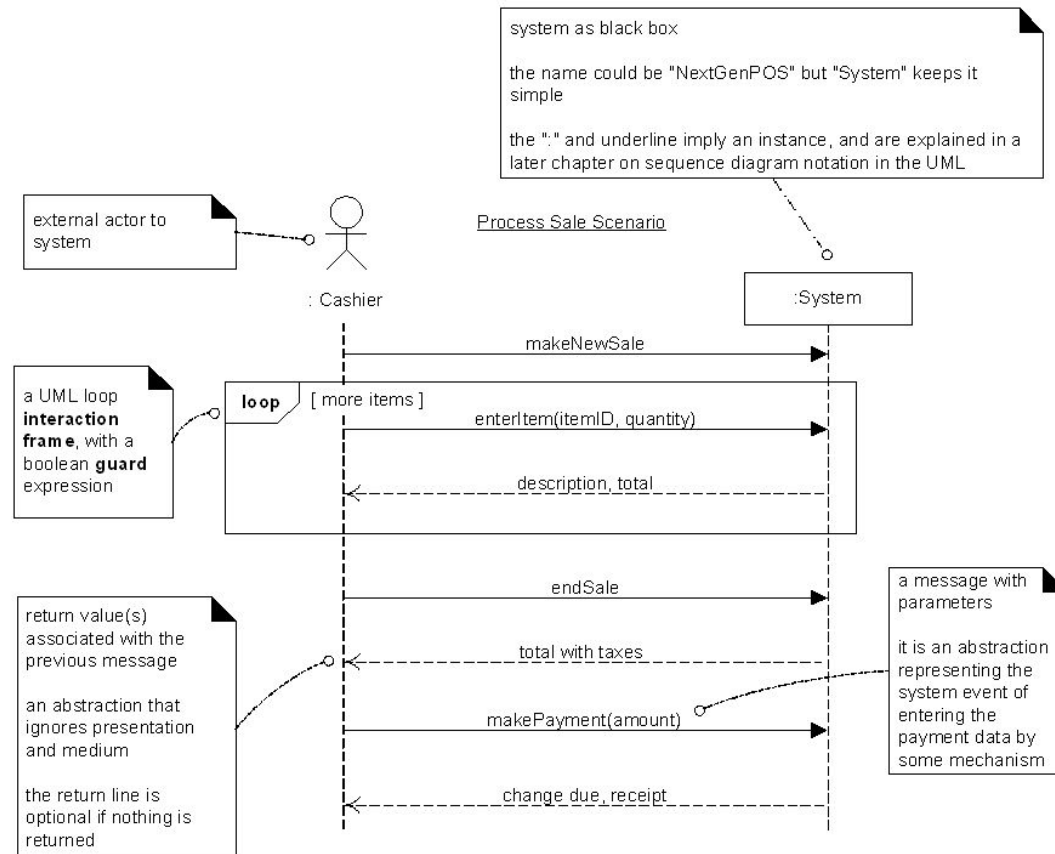 system as black box
the name could be "NextGenPOS" but "System" keeps it
simple
the ":" and underline imply an instance, and are explained in a
later chapter on sequence diagram notation in the UML
external actor to
system
Process Sale Scenario
: Cashier
:System
makeNewSale
a UML loop
interaction
frame, with a
boolean guard
expression
loop
[ more items ]
enterItem(itemID, quantity)
description, total
endSale
return value(s)
associated with the
previous message
an abstraction that
ignores presentation
and medium
the return line is
optional if nothing is
returned
total with taxes
a message with
parameters
it is an abstraction
representing the
system event of
entering the
payment data by
some mechanism
makePayment(amount)
change due, receipt